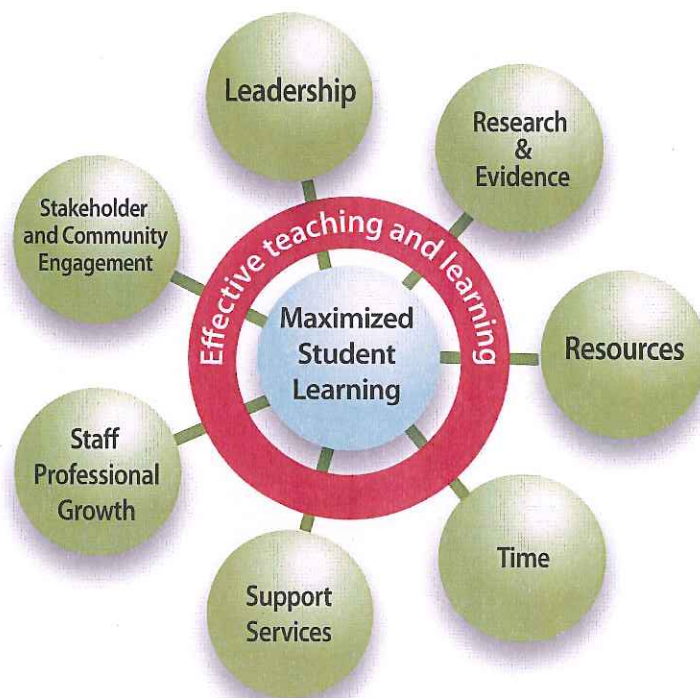 Leadership
Research
&
Evidence
Stakeholder
and Community
Engagement
Effective teaching and learning
Maximized
Student
Learning
Resources
Staff
Professional
Growth
Time
Support
Services